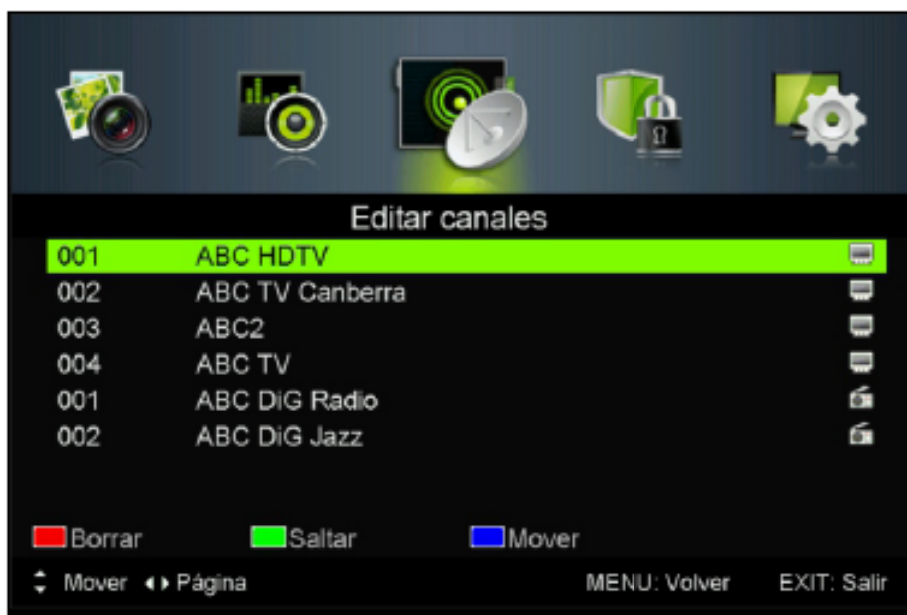 Editar canales
001 ABC HDTV
002 ABC TV Canberra
003 ABC2
004 ABC TV
001 ABC DiG Radio
002 ABC DiG Jazz
Borrar Saltar Mover
Mover Página MENU: Volver EXIT: Salir